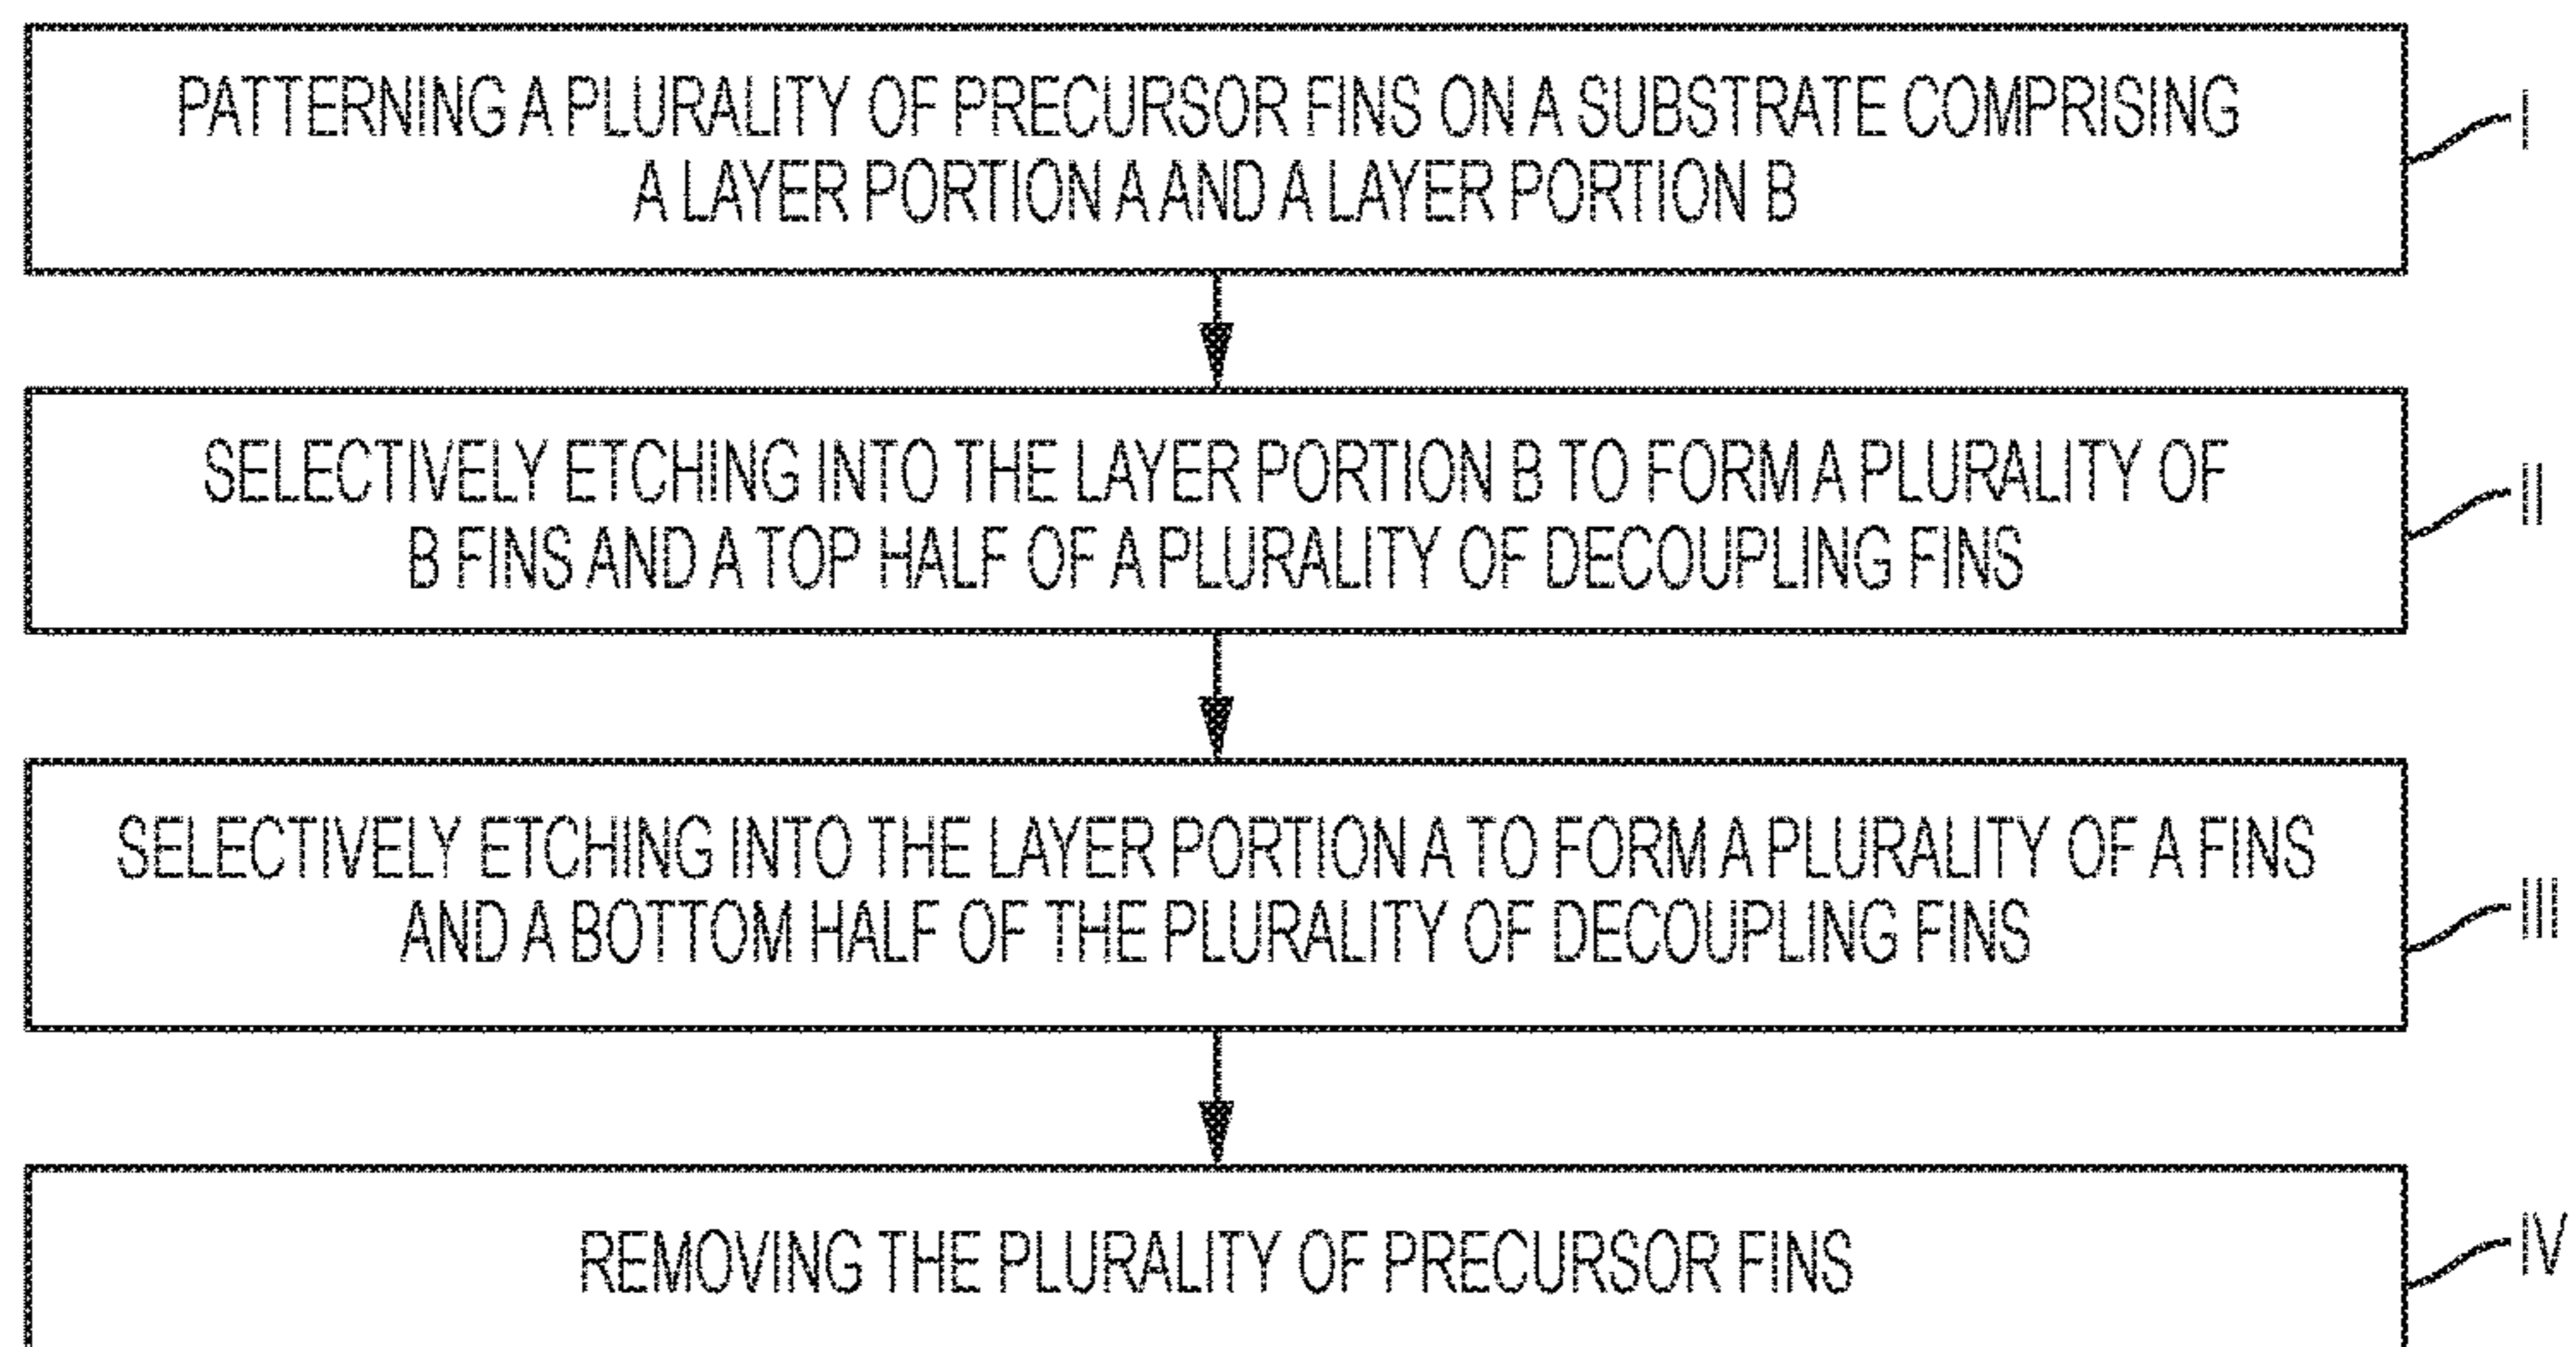 PATTERNING A PLURALITY OF PRECURSOR FINS ON A SUBSTRATE COMPRISING
A LAYER PORTION A AND A LAYER PORTION B
I
SELECTIVELY ETCHING INTO THE LAYER PORTION B TO FORM A PLURALITY OF
B FINS AND A TOP HALF OF A PLURALITY OF DECOUPLING FINS
II
SELECTIVELY ETCHING INTO THE LAYER PORTION A TO FORM A PLURALITY OF A FINS
AND A BOTTOM HALF OF THE PLURALITY OF DECOUPLING FINS
III
REMOVING THE PLURALITY OF PRECURSOR FINS
IV